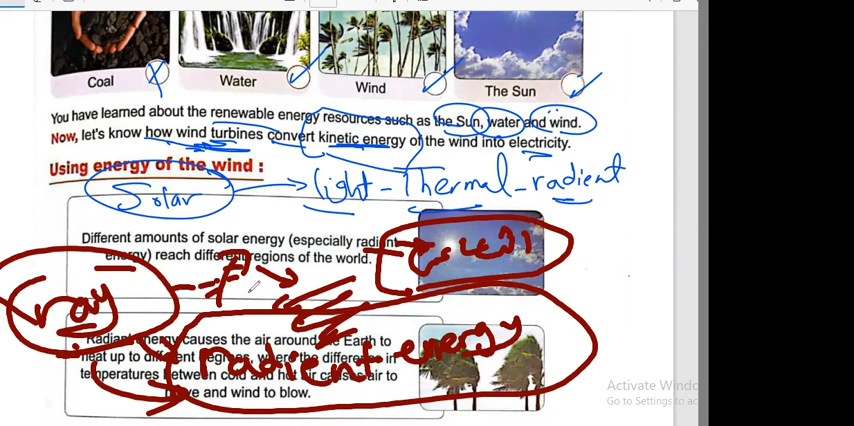 Coal
Water
Wind
The Sun
You have learned about the renewable energy resources such as the Sun, water and wind.
Now, let's know how wind turbines convert kinetic energy of the wind into electricity.
Using energy of the wind :
Solar light - Thermal - radient
Different amounts of solar energy (especially radiant
energy) reach different regions of the world.
ray
radient energy
Radiant energy causes the air around the Earth to
heat up to different degrees, where the difference in
temperatures between cold and hot air causes air to
move and wind to blow.
Activate Windo
Go to Settings to ac